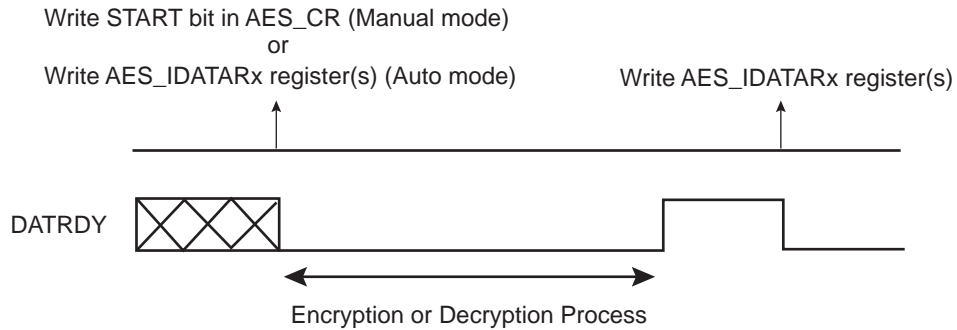 Write START bit in AES_CR (Manual mode)
or
Write AES_IDATARx register(s) (Auto mode)
Write AES_IDATARx register(s)
DATRDY
Encryption or Decryption Process